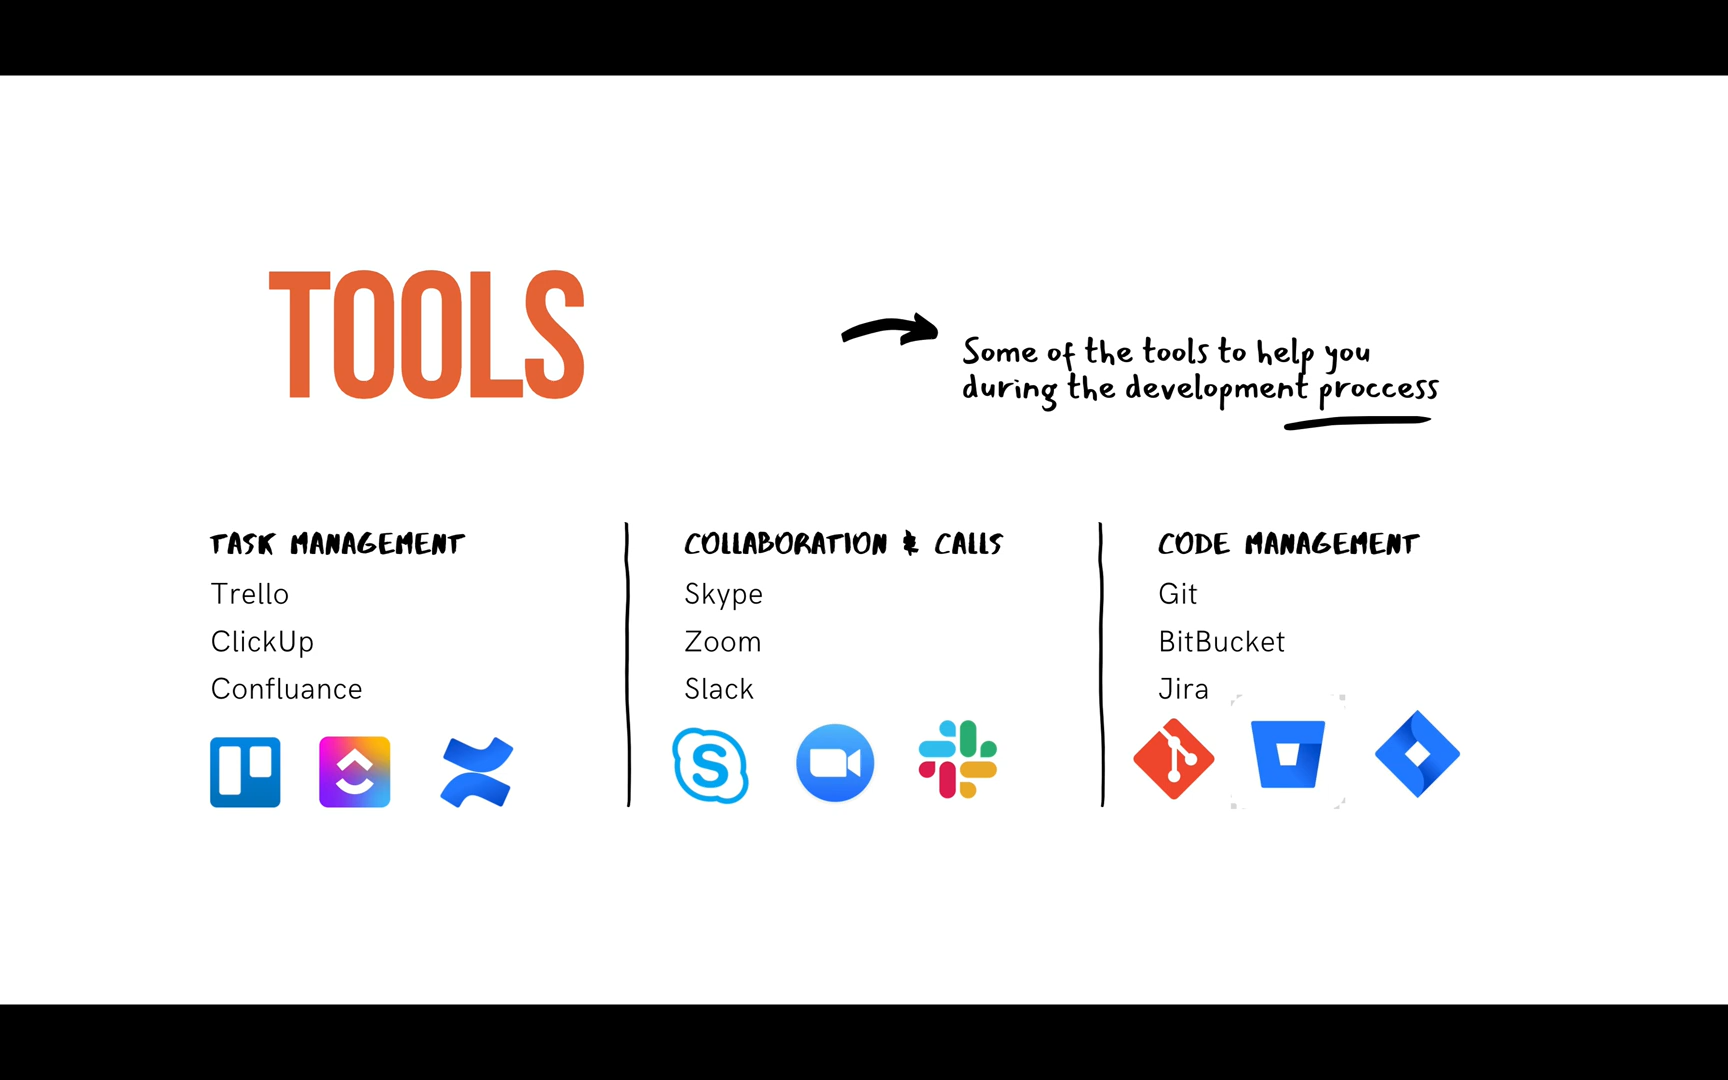 TOOLS
Some of the tools to help you
during the development proccess
TASK MANAGEMENT
Trello
ClickUp
Confluance
COLLABORATION & CALLS
Skype
Zoom
Slack
CODE MANAGEMENT
Git
BitBucket
Jira
S